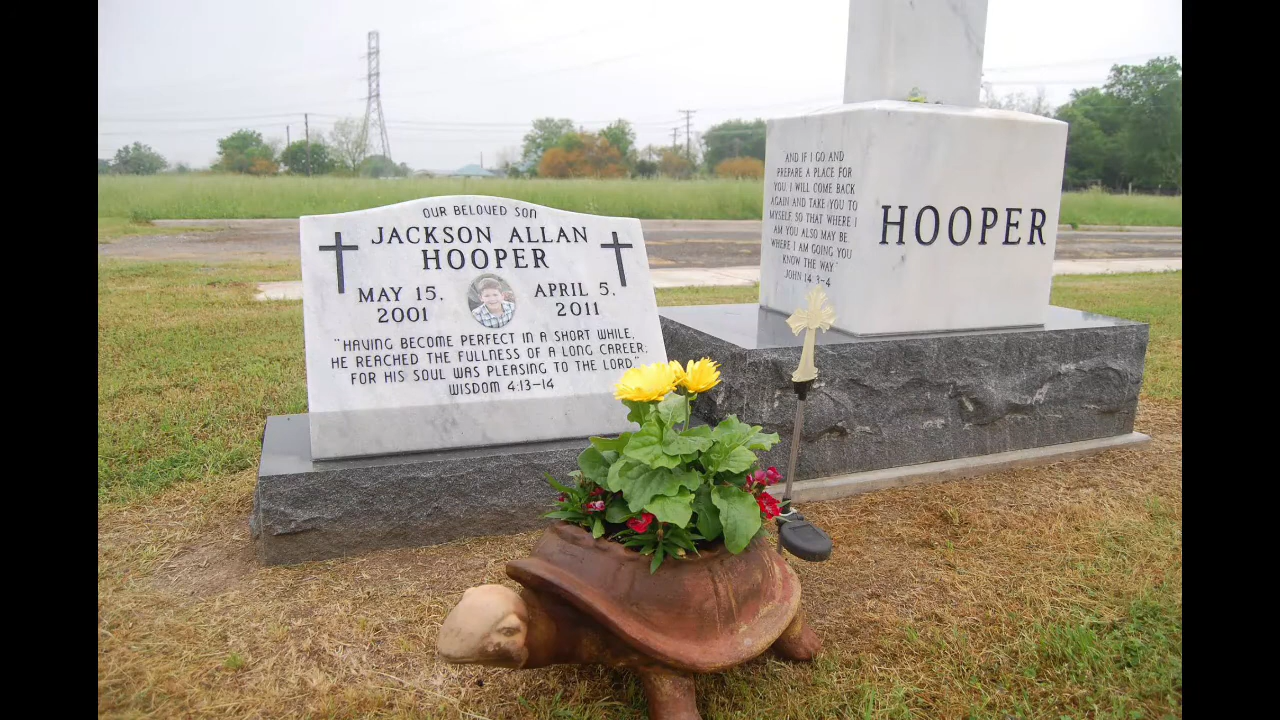 OUR BELOVED SON
JACKSON ALLAN
HOOPER
MAY 15,
2001
APRIL 5,
2011
"HAVING BECOME PERFECT IN A SHORT WHILE,
HE REACHED THE FULLNESS OF A LONG CAREER;
FOR HIS SOUL WAS PLEASING TO THE LORD".
WISDOM 4:13-14
AND IF I GO AND
PREPARE A PLACE FOR
YOU, I WILL COME BACK
AGAIN AND TAKE YOU TO
MYSELF, SO THAT WHERE I
AM YOU ALSO MAY BE.
WHERE I AM GOING YOU
KNOW THE WAY"
JOHN 14:3-4
HOOPER